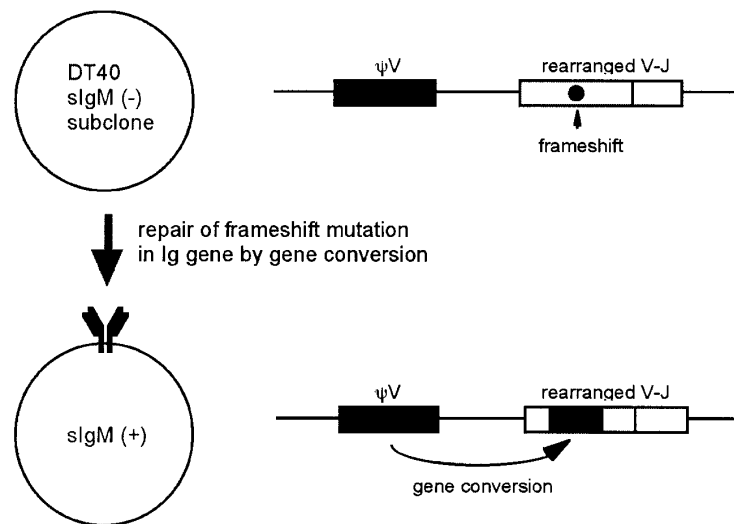 DT40
sIgM (-)
subclone
ψV
rearranged V-J
frameshift
repair of frameshift mutation
in Ig gene by gene conversion
sIgM (+)
ψV
rearranged V-J
gene conversion